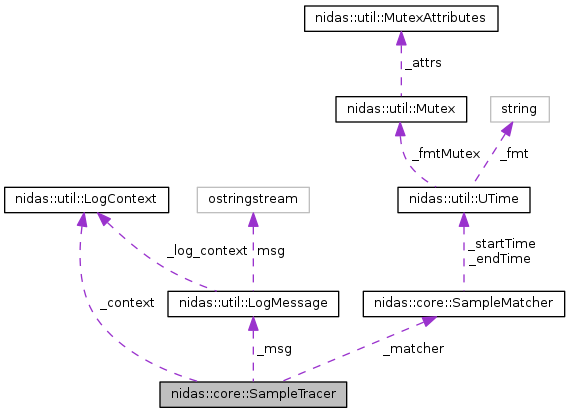 nidas::util::MutexAttributes
_attrs
nidas::util::Mutex
string
_fmtMutex
_fmt
nidas::util::LogContext
ostringstream
nidas::util::UTime
_log_context
msg
_startTime
_endTime
_context
nidas::util::LogMessage
nidas::core::SampleMatcher
_msg
_matcher
nidas::core::SampleTracer